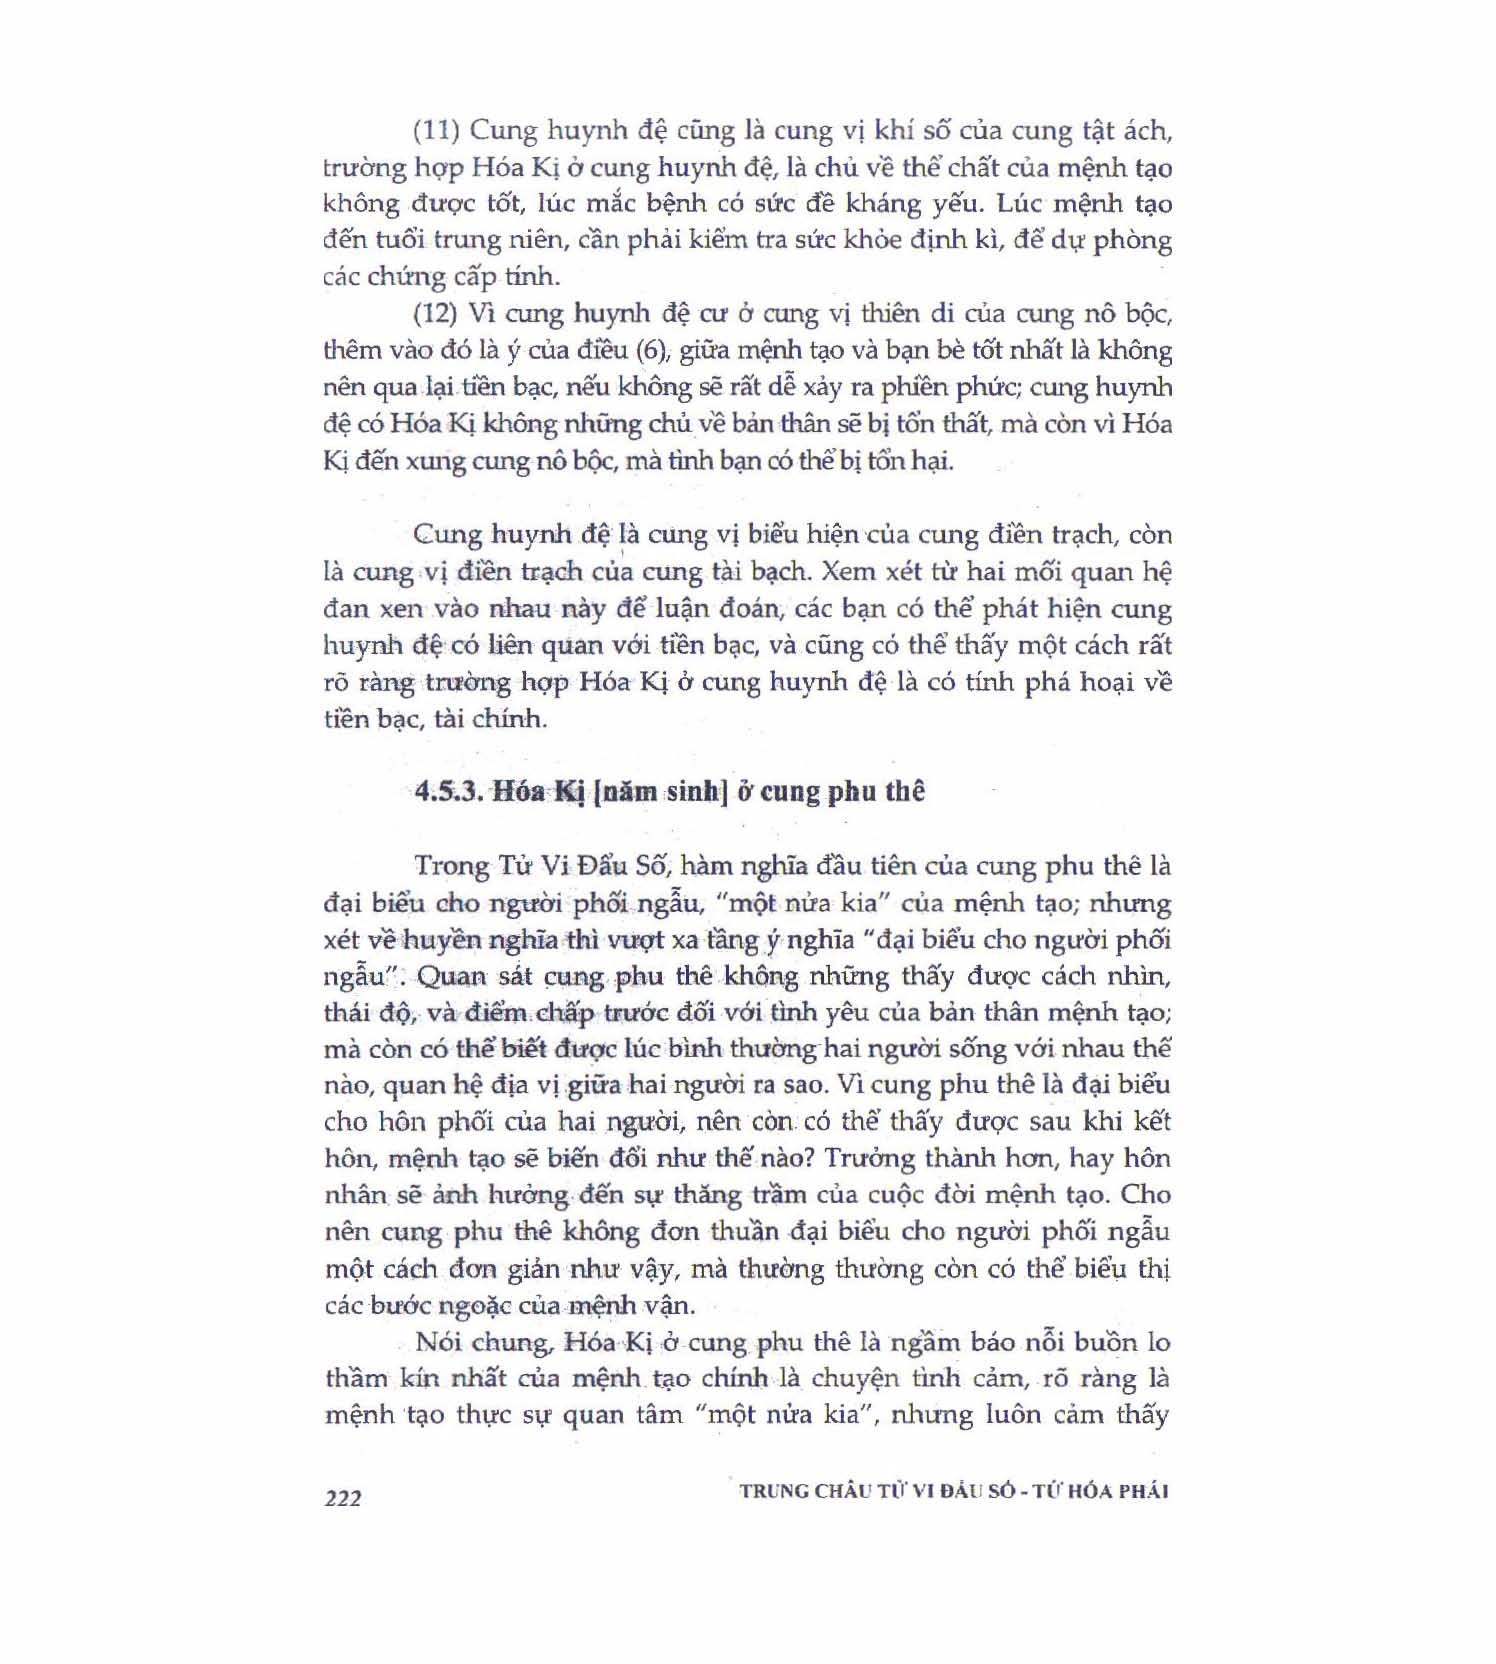 (11) Cung huynh đệ cũng là cung vị khí số của cung tật ách,
trường hợp Hóa Kị ở cung huynh đệ, là chủ về thể chất của mệnh tạo
không được tốt, lúc mắc bệnh có sức đề kháng yếu. Lúc mệnh tạo
đến tuổi trung niên, cần phải kiểm tra sức khỏe định kì, để dự phòng
các chứng cấp tính.
(12) Vì cung huynh đệ cư ở cung vị thiên di của cung nô bộc,
thêm vào đó là ý của điều (6), giữa mệnh tạo và bạn bè tốt nhất là không
nên qua lại tiền bạc, nếu không sẽ rất dễ xảy ra phiền phức; cung huynh
đệ có Hóa Kị không những chủ về bản thân sẽ bị tổn thất, mà còn vì Hóa
Kị đến xung cung nô bộc, mà tình bạn có thể bị tổn hại.
Cung huynh đệ là cung vị biểu hiện của cung điền trạch, còn
là cung vị điền trạch của cung tài bạch. Xem xét từ hai mối quan hệ
đan xen vào nhau này để luận đoán, các bạn có thể phát hiện cung
huynh đệ có liên quan với tiền bạc, và cũng có thể thấy một cách rất
rõ ràng trường hợp Hóa Kị ở cung huynh đệ là có tính phá hoại về
tiền bạc, tài chính.
4.5.3. Hóa Kị [năm sinh] ở cung phu thê
Trong Tử Vi Đẩu Số, hàm nghĩa đầu tiên của cung phu thê là
đại biểu cho người phối ngẫu, "một nửa kia" của mệnh tạo; nhưng
xét về huyền nghĩa thì vượt xa tầng ý nghĩa "đại biểu cho người phối
ngẫu". Quan sát cung phu thê không những thấy được cách nhìn,
thái độ, và điểm chấp trước đối với tình yêu của bản thân mệnh tạo;
mà còn có thể biết được lúc bình thường hai người sống với nhau thế
nào, quan hệ địa vị giữa hai người ra sao. Vì cung phu thê là đại biểu
cho hôn phối của hai người, nên còn có thể thấy được sau khi kết
hôn, mệnh tạo sẽ biến đổi như thế nào? Trưởng thành hơn, hay hôn
nhân sẽ ảnh hưởng đến sự thăng trầm của cuộc đời mệnh tạo. Cho
nên cung phu thê không đơn thuần đại biểu cho người phối ngẫu
một cách đơn giản như vậy, mà thường thường còn có thể biểu thị
các bước ngoặc của mệnh vận.
Nói chung, Hóa Kị ở cung phu thê là ngầm báo nỗi buồn lo
thầm kín nhất của mệnh tạo chính là chuyện tình cảm, rõ ràng là
mệnh tạo thực sự quan tâm "một nửa kia", nhưng luôn cảm thấy
222
TRUNG CHÂU TỬ VI ĐẨU SỐ - TỨ HÓA PHÁI